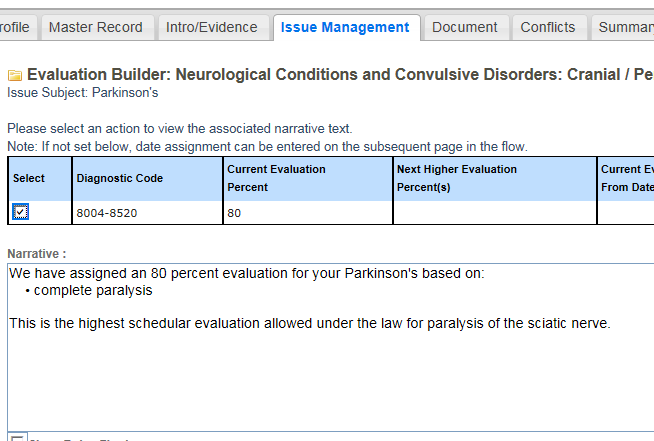 rofile Master Record Intro/Evidence Issue Management Document Conflicts Summar
Evaluation Builder: Neurological Conditions and Convulsive Disorders: Cranial / Pe
Issue Subject: Parkinson's
Please select an action to view the associated narrative text.
Note: If not set below, date assignment can be entered on the subsequent page in the flow.
Select Diagnostic Code Current Evaluation Percent Next Higher Evaluation Percent(s) Current Ev From Date
8004-8520 80
Narrative :
We have assigned an 80 percent evaluation for your Parkinson's based on:
• complete paralysis
This is the highest schedular evaluation allowed under the law for paralysis of the sciatic nerve.